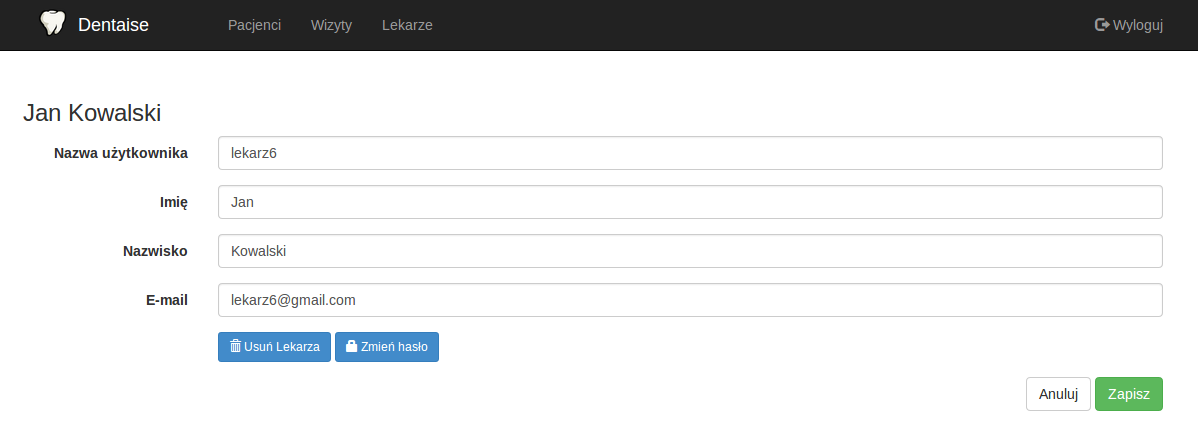 Dentaise Pacjenci Wizyty Lekarze Wyloguj
Jan Kowalski
Nazwa użytkownika lekarz6
Imię Jan
Nazwisko Kowalski
E-mail lekarz6@gmail.com
Usuń Lekarza Zmień hasło
Anuluj Zapisz